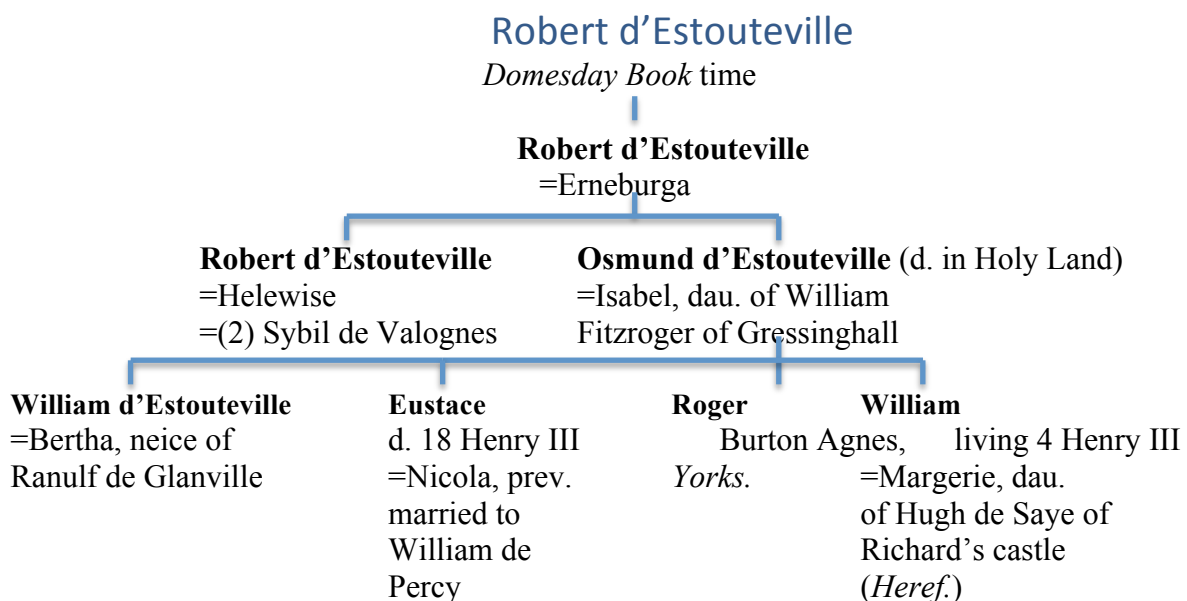 Robert d’Estouteville
Domesday Book time
Robert d’Estouteville
=Erneburga
Robert d’Estouteville
=Helewise
=(2) Sybil de Valognes
Osmund d’Estouteville (d. in Holy Land)
=Isabel, dau. of William
Fitzroger of Gressinghall
William d’Estouteville
=Bertha, neice of
Ranulf de Glanville
Eustace
d. 18 Henry III
=Nicola, prev.
married to
William de
Percy
Roger
Burton Agnes,
Yorks.
William
living 4 Henry III
=Margerie, dau.
of Hugh de Saye of
Richard’s castle
(Heref.)